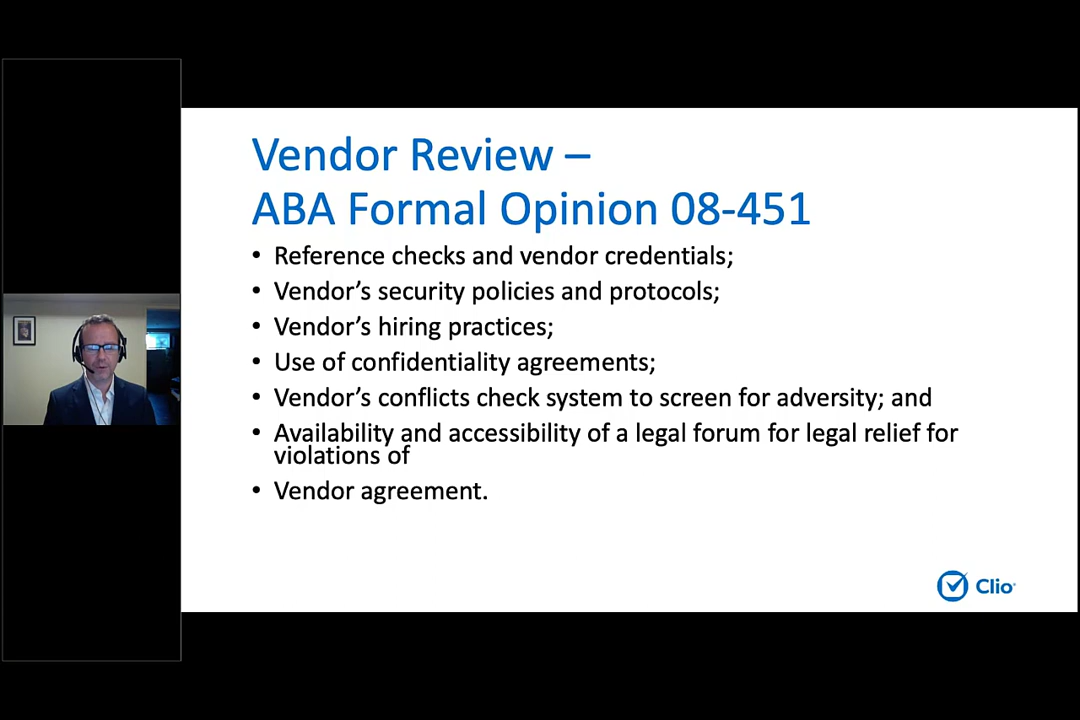 Vendor Review –
ABA Formal Opinion 08-451
• Reference checks and vendor credentials;
• Vendor’s security policies and protocols;
• Vendor’s hiring practices;
• Use of confidentiality agreements;
• Vendor’s conflicts check system to screen for adversity; and
• Availability and accessibility of a legal forum for legal relief for
violations of
• Vendor agreement.
Clio